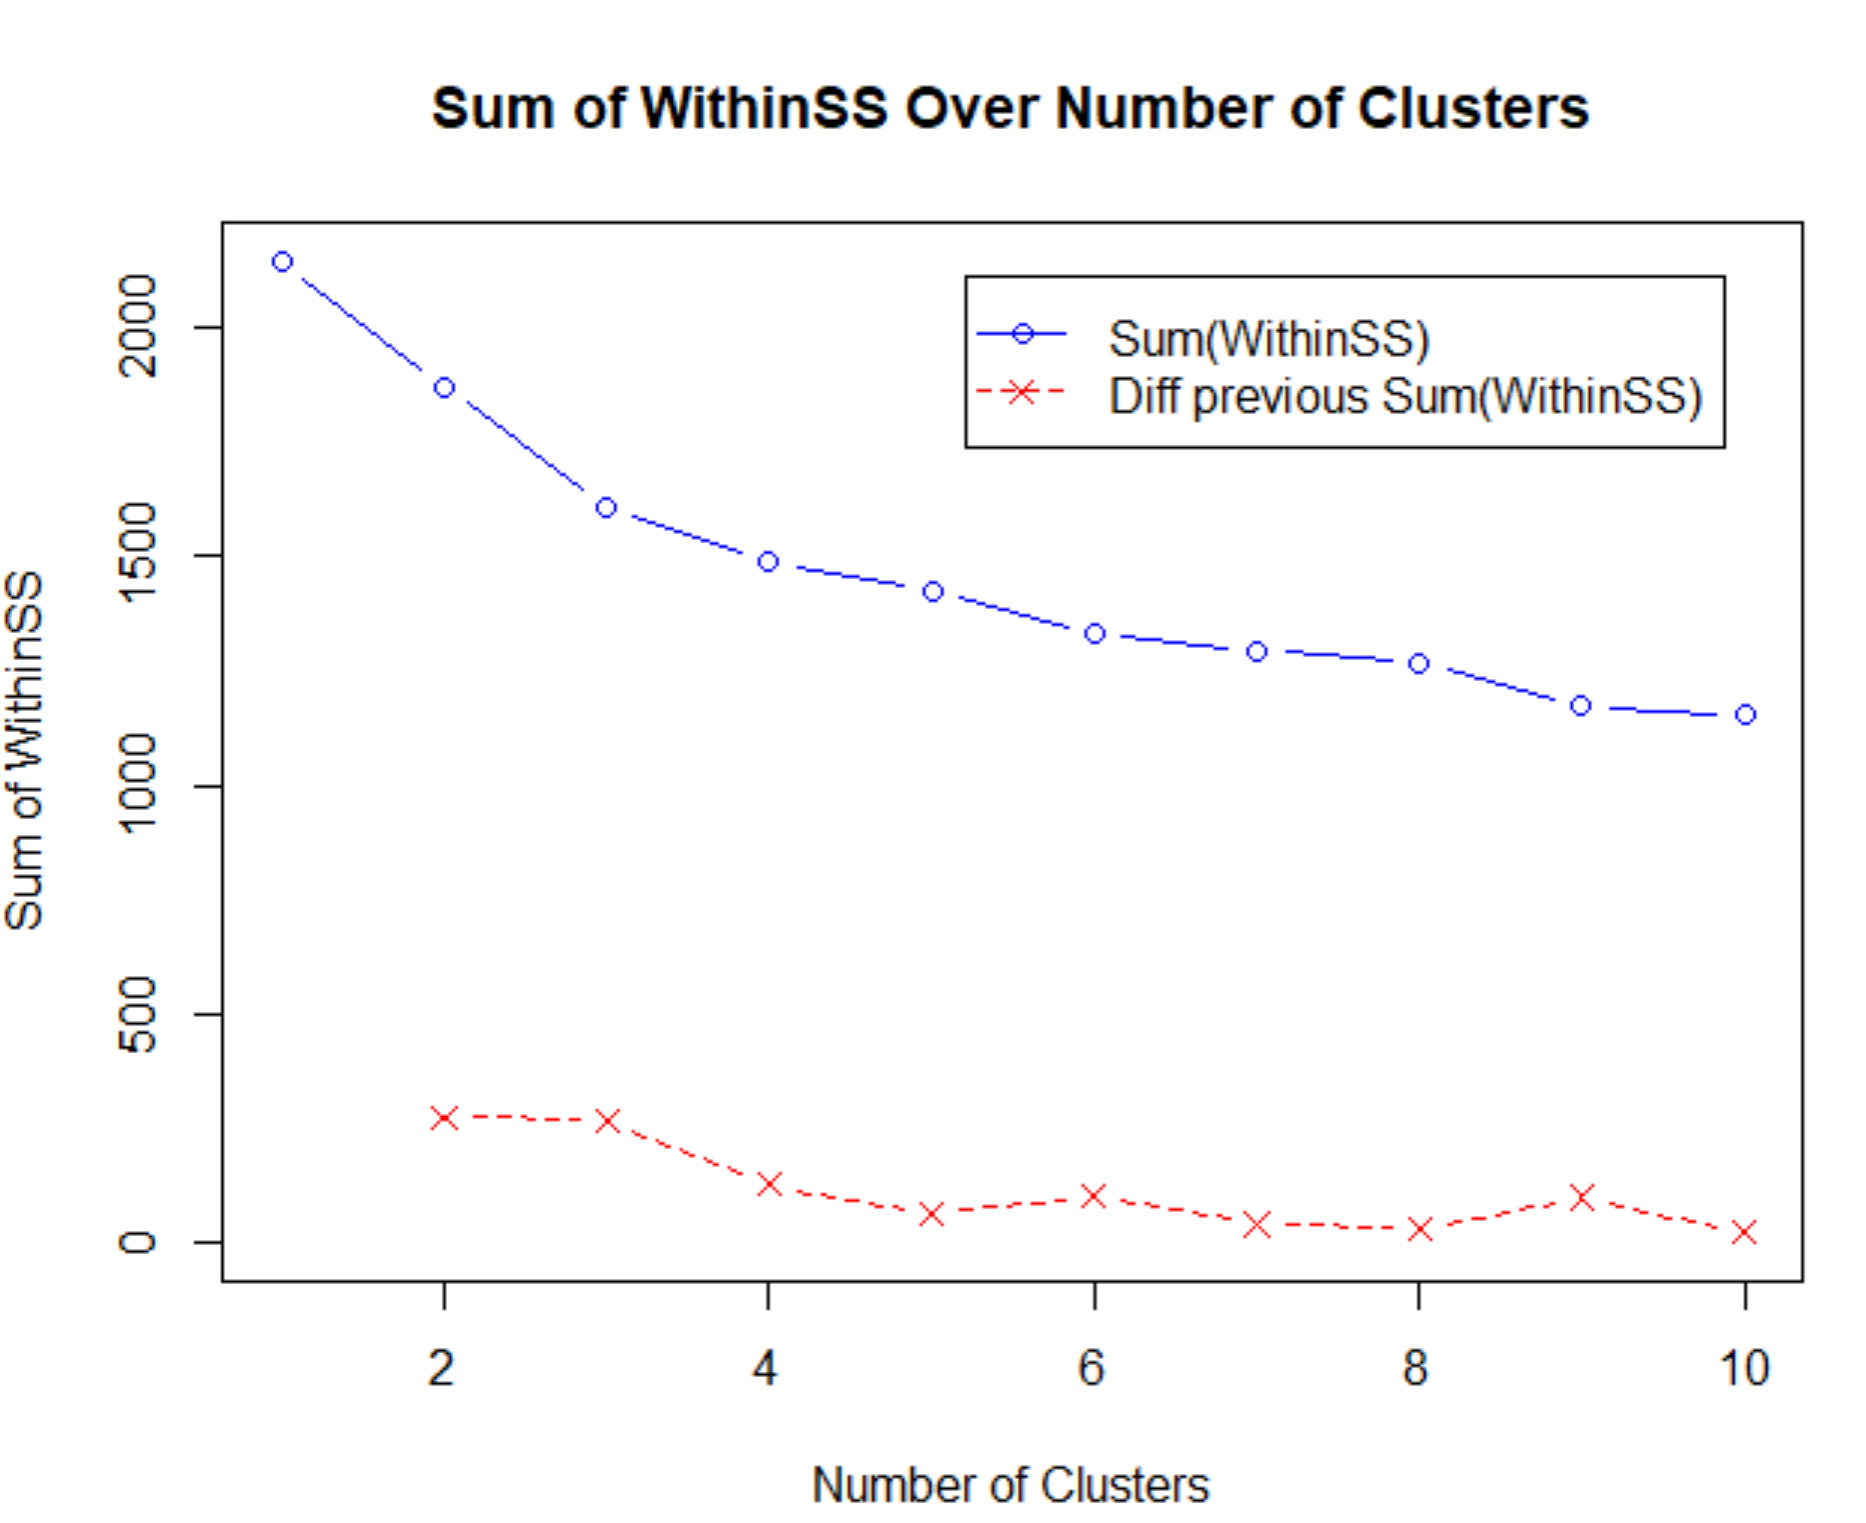 Sum of WithinSS Over Number of Clusters
Sum(WithinSS)
Diff previous Sum(WithinSS)
Sum of WithinSS
2000
1500
1000
500
0
2 4 6 8 10
Number of Clusters